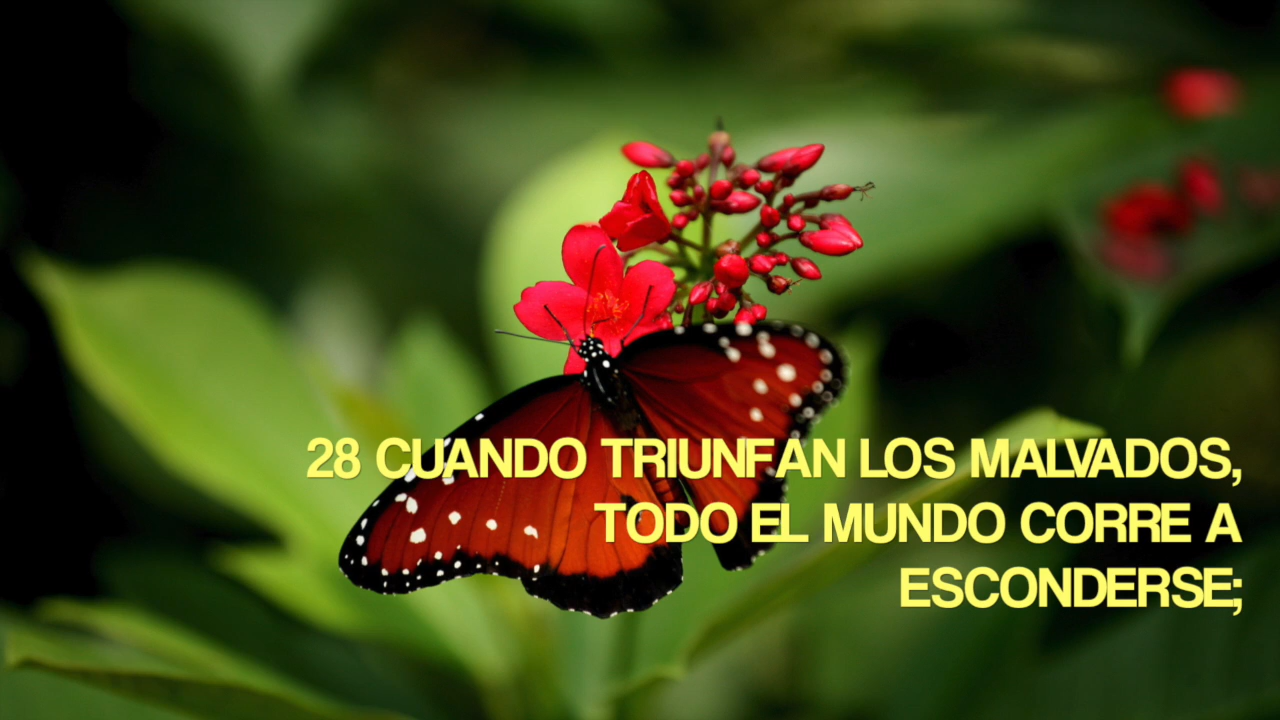 28 CUANDO TRIUNFAN LOS MALVADOS,
TODO EL MUNDO CORRE A
ESCONDERSE;